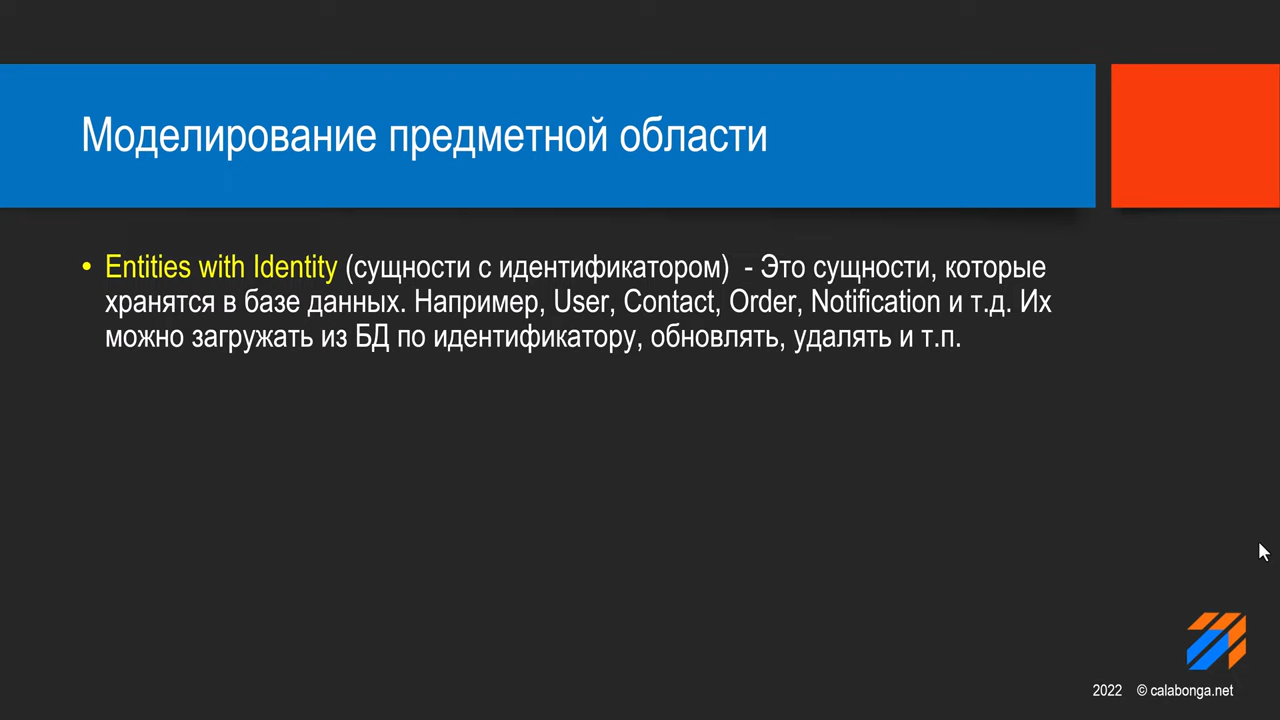 Моделирование предметной области
• Entities with Identity (сущности с идентификатором) - Это сущности, которые
хранятся в базе данных. Например, User, Contact, Order, Notification и т.д. Их
можно загружать из БД по идентификатору, обновлять, удалять и т.п.
2022 © calabonga.net